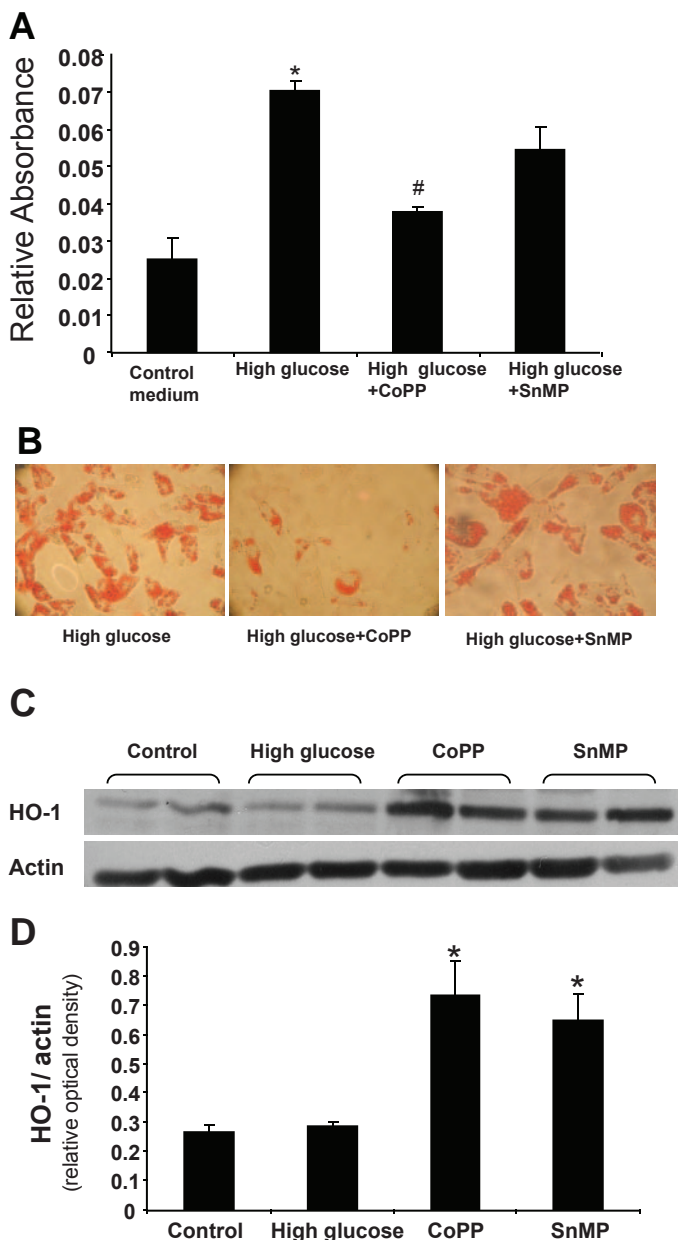 A
Relative Absorbance
0.08
0.07
0.06
0.05
0.04
0.03
0.02
0.01
0
*
#
Control
medium
High glucose
High glucose
+CoPP
High glucose
+SnMP
B
High glucose
High glucose+CoPP
High glucose+SnMP
C
Control
High glucose
CoPP
SnMP
HO-1
Actin
D
HO-1/ actin
(relative optical density)
0.9
0.8
0.7
0.6
0.5
0.4
0.3
0.2
0.1
0
*
*
Control
High glucose
CoPP
SnMP